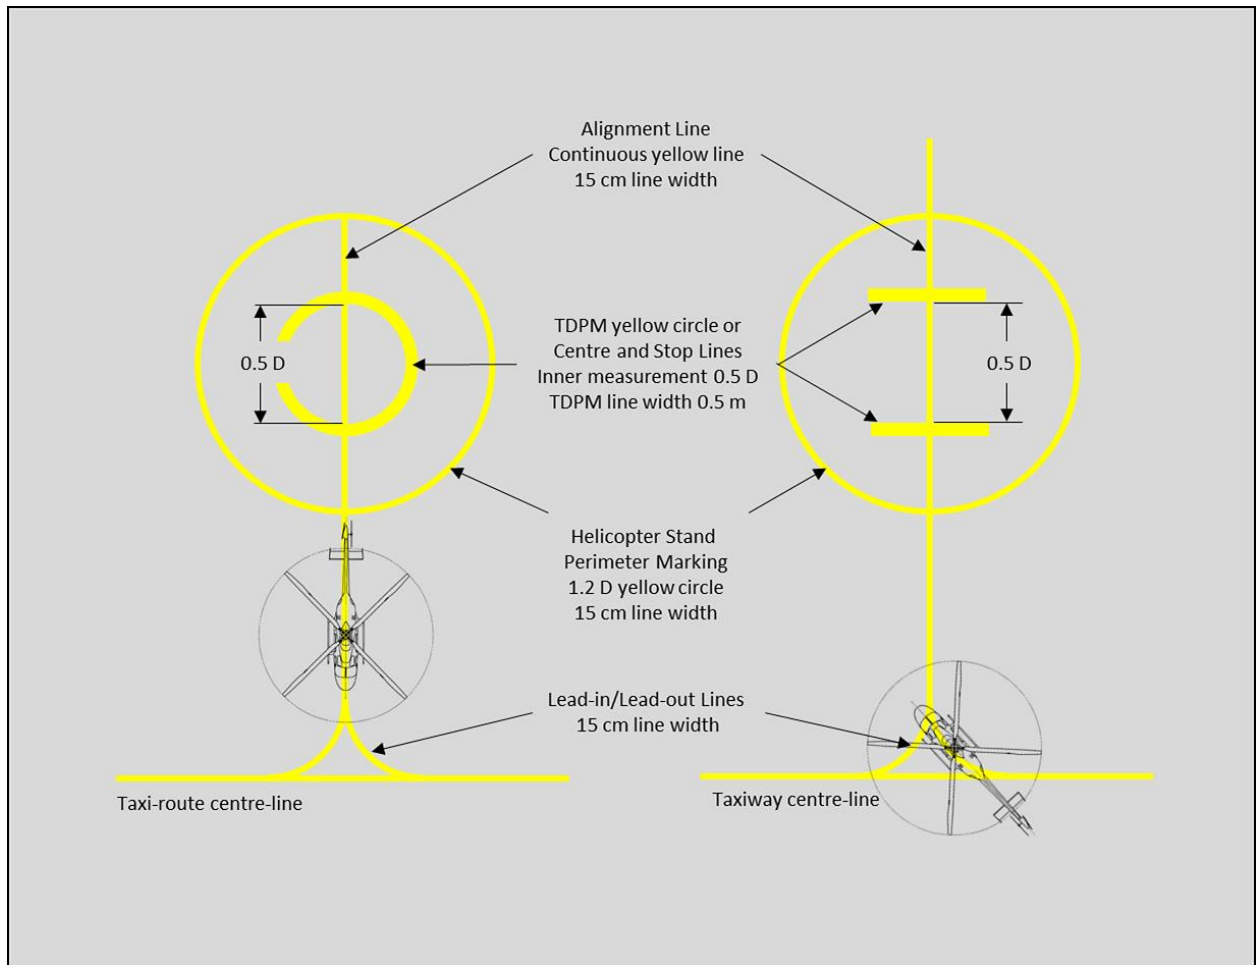 Alignment Line
Continuous yellow line
15 cm line width
0.5 D
TDPM yellow circle or
Centre and Stop Lines
Inner measurement 0.5 D
TDPM line width 0.5 m
0.5 D
Helicopter Stand
Perimeter Marking
1.2 D yellow circle
15 cm line width
Lead-in/Lead-out Lines
15 cm line width
Taxi-route centre-line
Taxiway centre-line